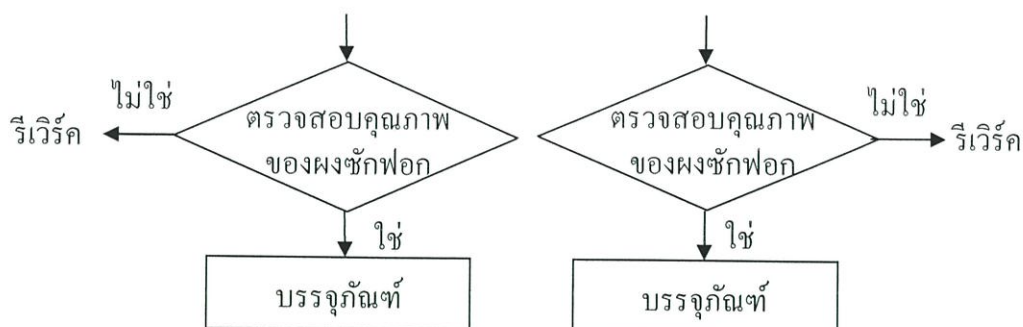 ไม่ใช่
รีเวิร์ค
ตรวจสอบคุณภาพ
ของผงซักฟอก
ใช่
บรรจุภัณฑ์
ตรวจสอบคุณภาพ
ของผงซักฟอก
ไม่ใช่
รีเวิร์ค
ใช่
บรรจุภัณฑ์